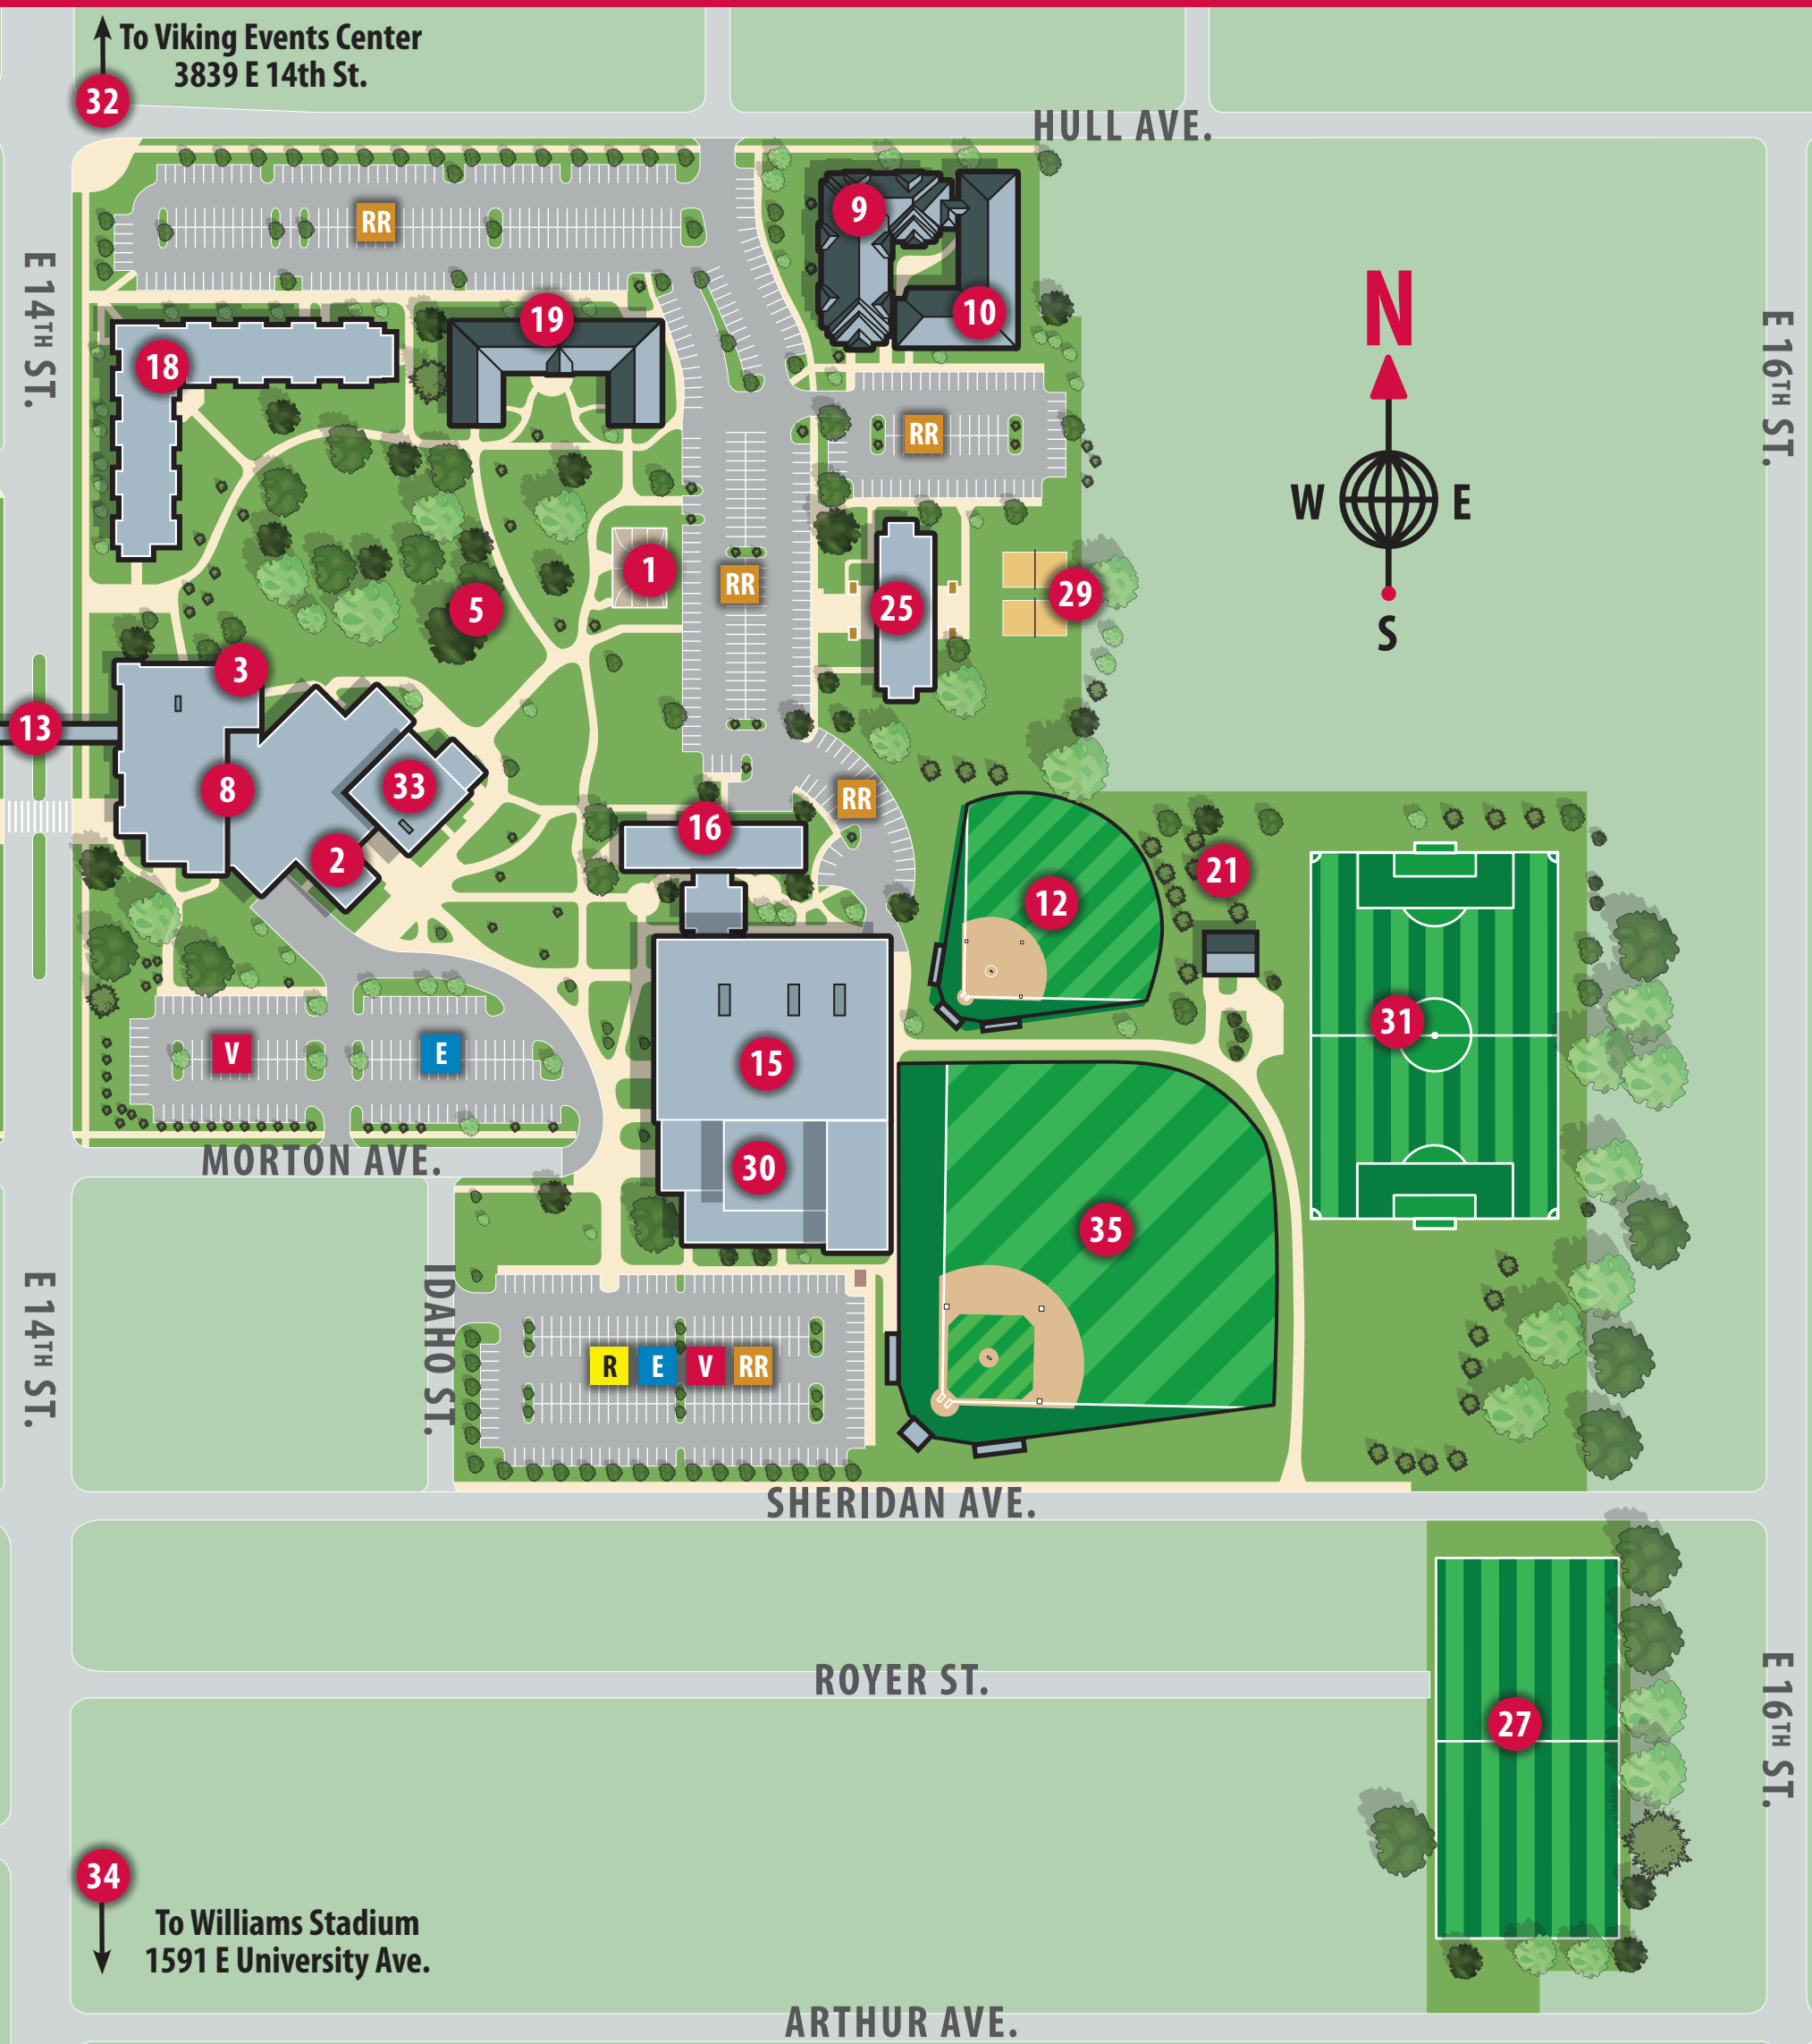 To Viking Events Center
3839 E 14th St.
32
HULL AVE.
9
RR
E 14TH ST.
19
10
18
RR
N
W E
S
E 16TH ST.
1
RR
5
25
29
3
13
8
33
RR
16
2
21
12
31
V
E
15
MORTON AVE.
30
35
E 14TH ST.
IDAHO ST.
R E V RR
SHERIDAN AVE.
ROYER ST.
27
E 16TH ST.
34
To Williams Stadium
1591 E University Ave.
ARTHUR AVE.